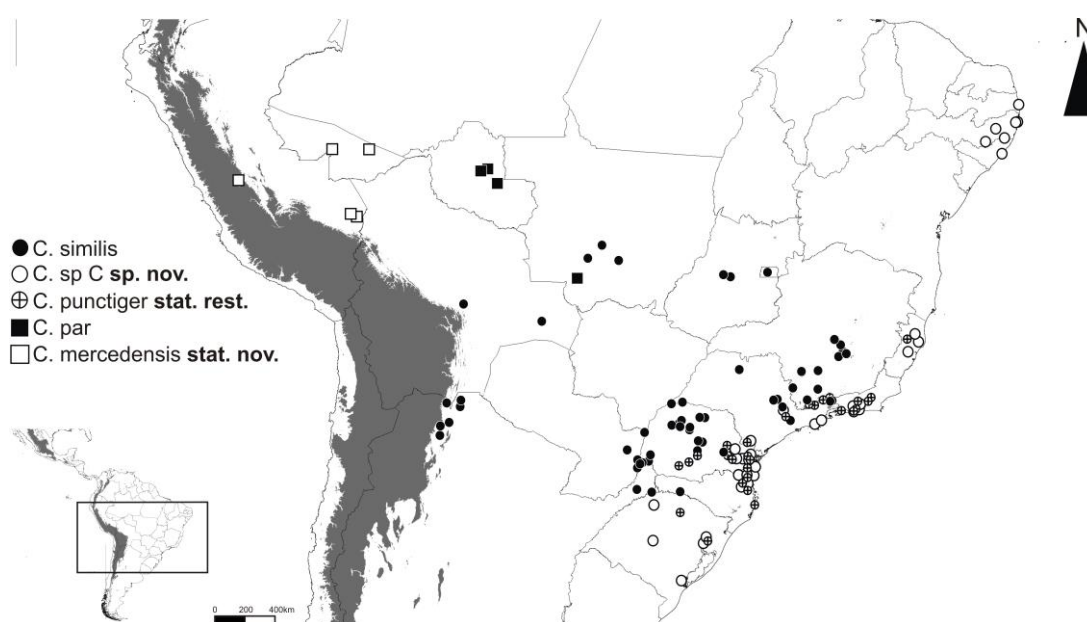 N
C. similis
C. sp C sp. nov.
C. punctiger stat. rest.
C. par
C. mercedensis stat. nov.
0 200 400km